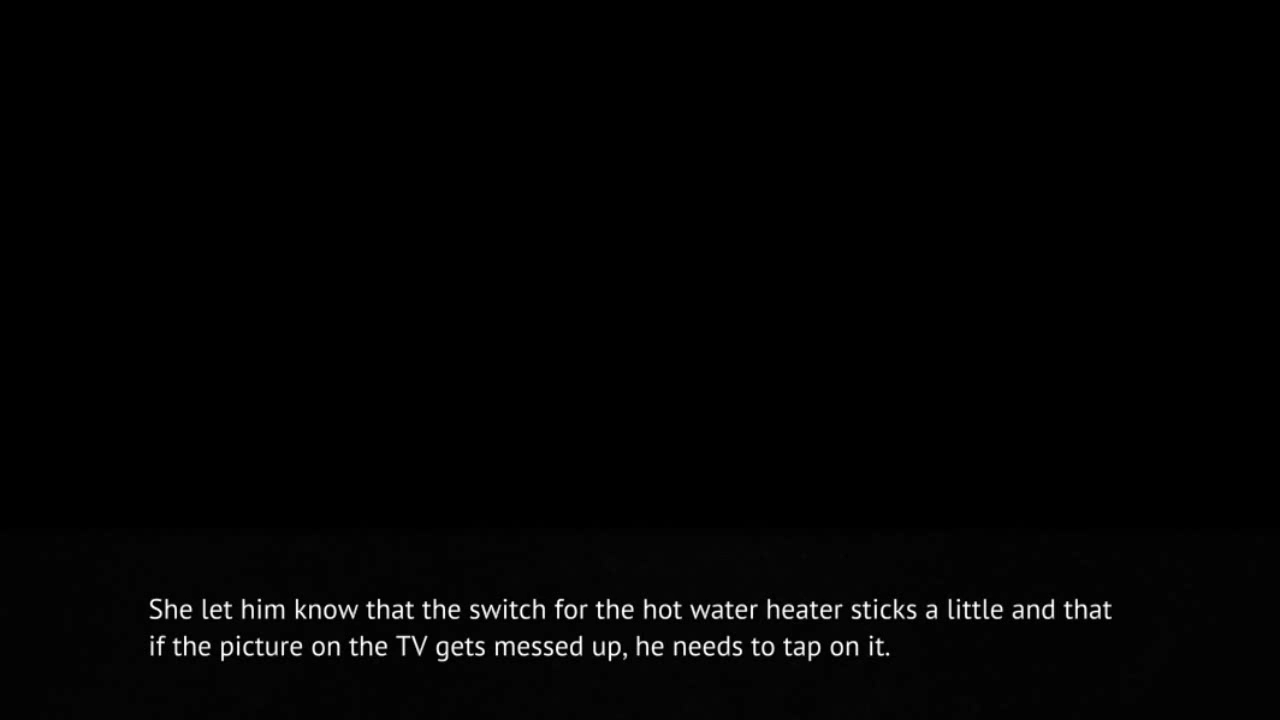 She let him know that the switch for the hot water heater sticks a little and that
if the picture on the TV gets messed up, he needs to tap on it.